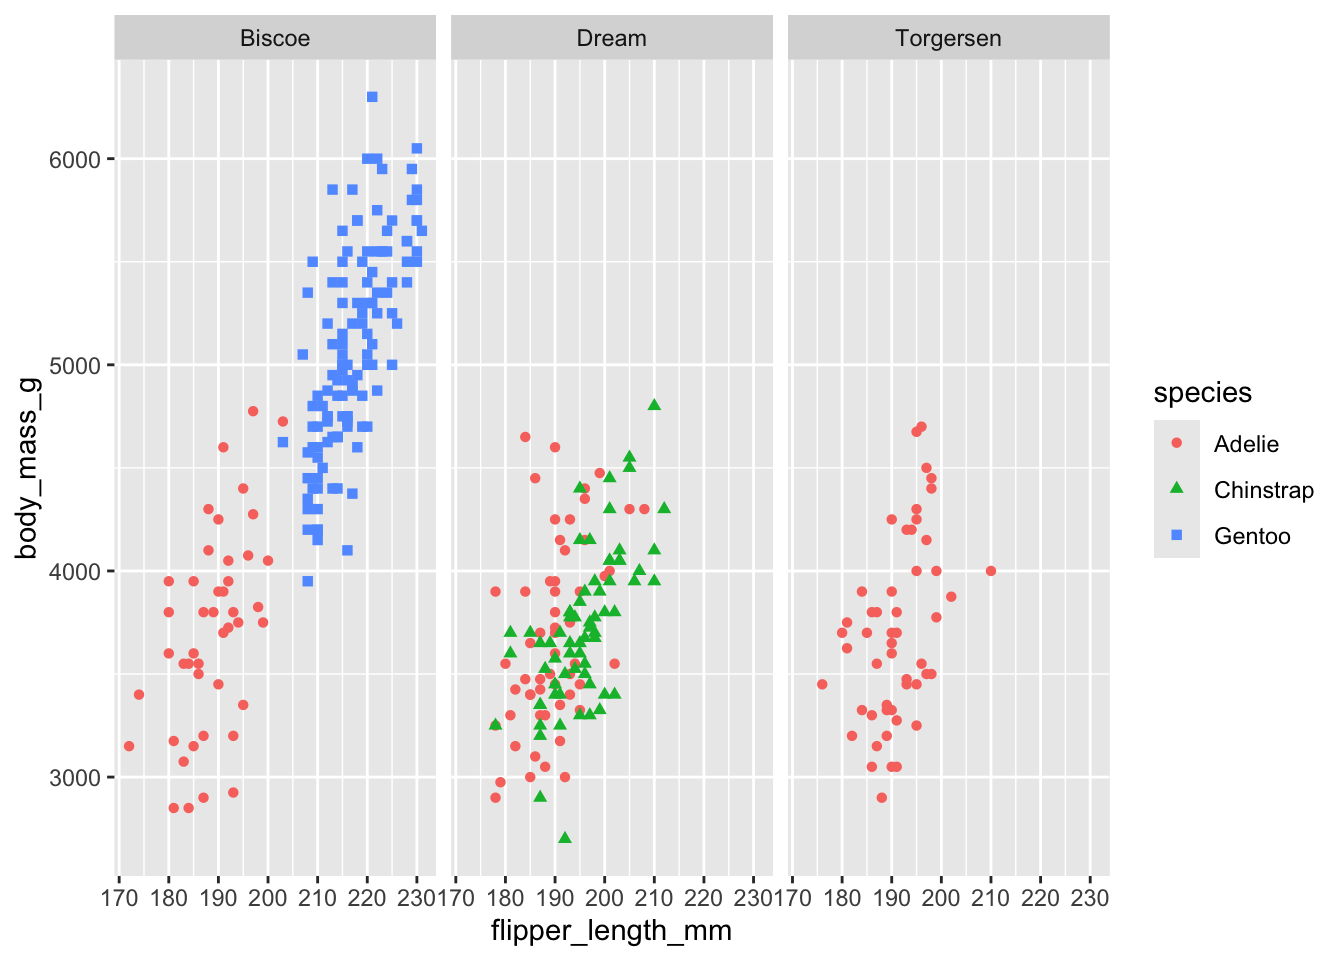 Biscoe Dream Torgersen
6000
5000
4000
3000
body_mass_g
170 180 190 200 210 220 230 170 180 190 200 210 220 230 170 180 190 200 210 220 230
flipper_length_mm
species
Adelie
Chinstrap
Gentoo